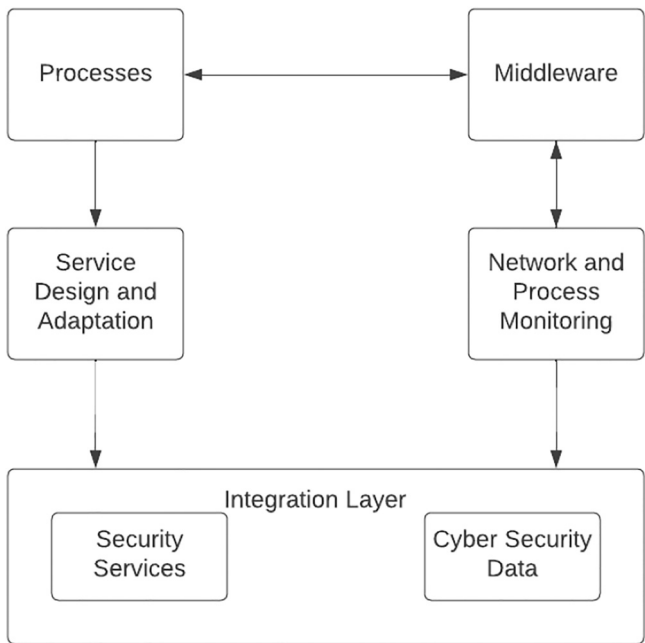 Processes
Middleware
Service
Design and
Adaptation
Network and
Process
Monitoring
Integration Layer
Security
Services
Cyber Security
Data